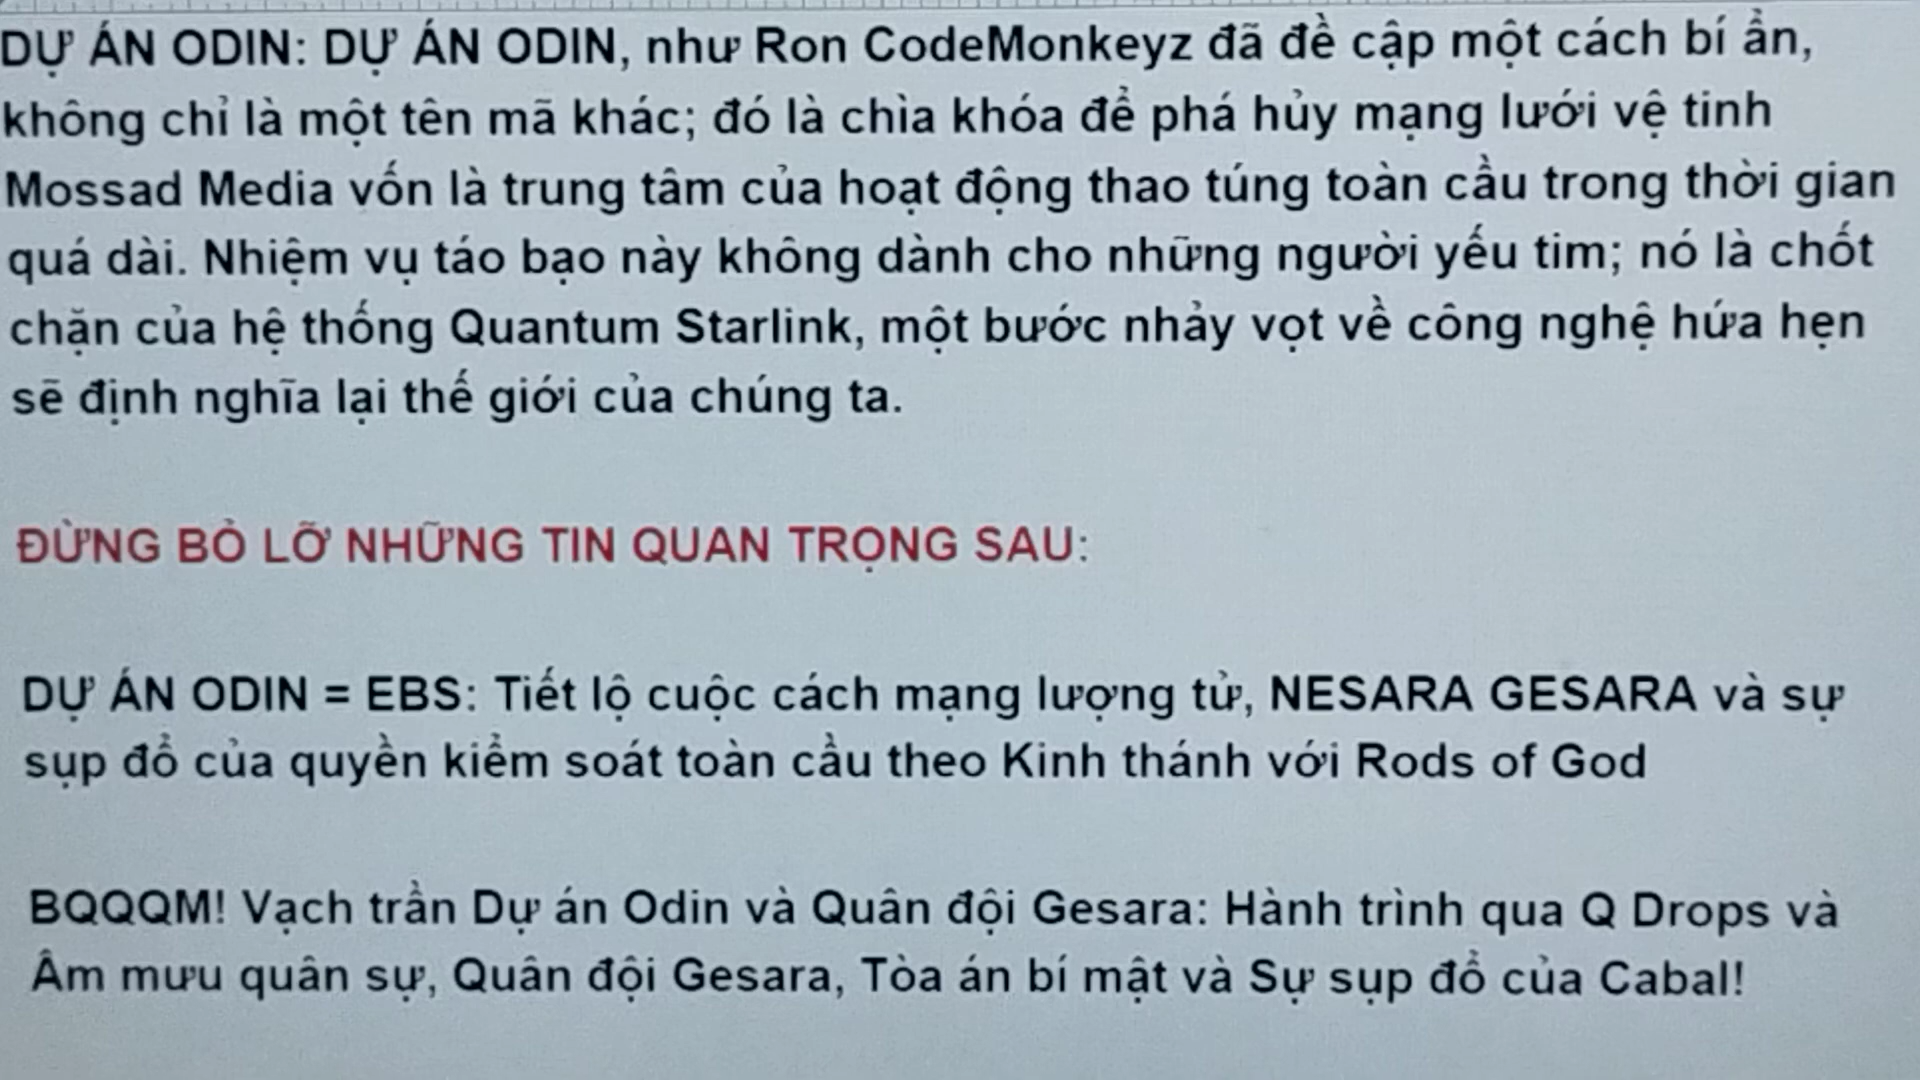 DỰ ÁN ODIN: DỰ ÁN ODIN, như Ron CodeMonkeyz đã đề cập một cách bí ẩn,
không chỉ là một tên mã khác; đó là chìa khóa để phá hủy mạng lưới vệ tinh
Mossad Media vốn là trung tâm của hoạt động thao túng toàn cầu trong thời gian
quá dài. Nhiệm vụ táo bạo này không dành cho những người yếu tim; nó là chốt
chặn của hệ thống Quantum Starlink, một bước nhảy vọt về công nghệ hứa hẹn
sẽ định nghĩa lại thế giới của chúng ta.
ĐỪNG BỎ LỠ NHỮNG TIN QUAN TRỌNG SAU:
DỰ ÁN ODIN = EBS: Tiết lộ cuộc cách mạng lượng tử, NESARA GESARA và sự
sụp đổ của quyền kiểm soát toàn cầu theo Kinh thánh với Rods of God
BQQQM! Vạch trần Dự án Odin và Quân đội Gesara: Hành trình qua Q Drops và
Âm mưu quân sự, Quân đội Gesara, Tòa án bí mật và Sự sụp đổ của Cabal!